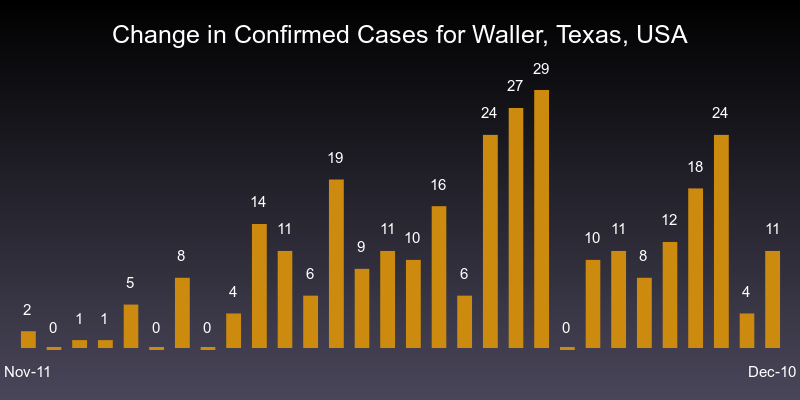 Change in Confirmed Cases for Waller, Texas, USA
2 0 1 1 5 0 8 0 4 14 11 6 19 9 11 10 16 6 24 27 29 0 10 11 8 12 18 24 4 11
Nov-11 Dec-10